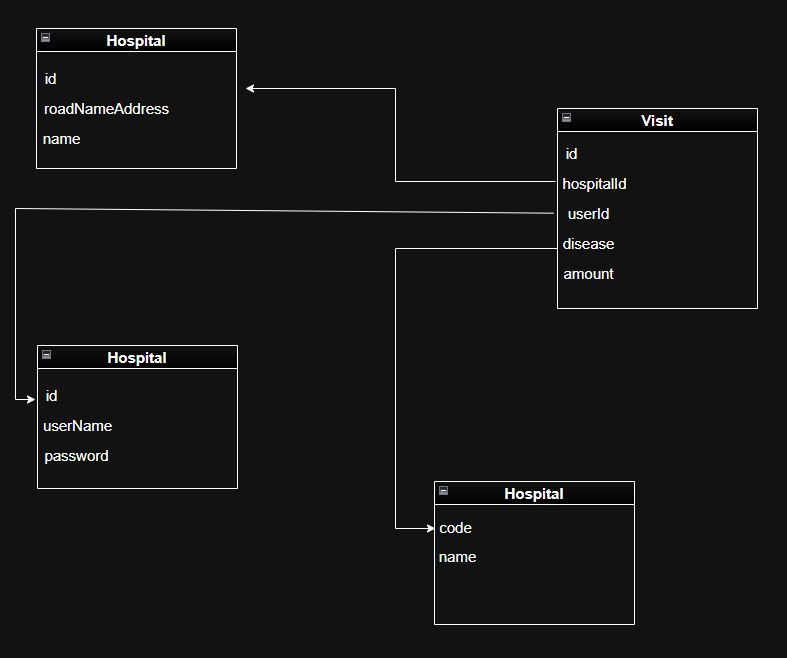 Hospital
id
roadNameAddress
name
Visit
id
hospitalId
userId
disease
amount
Hospital
id
userName
password
Hospital
code
name